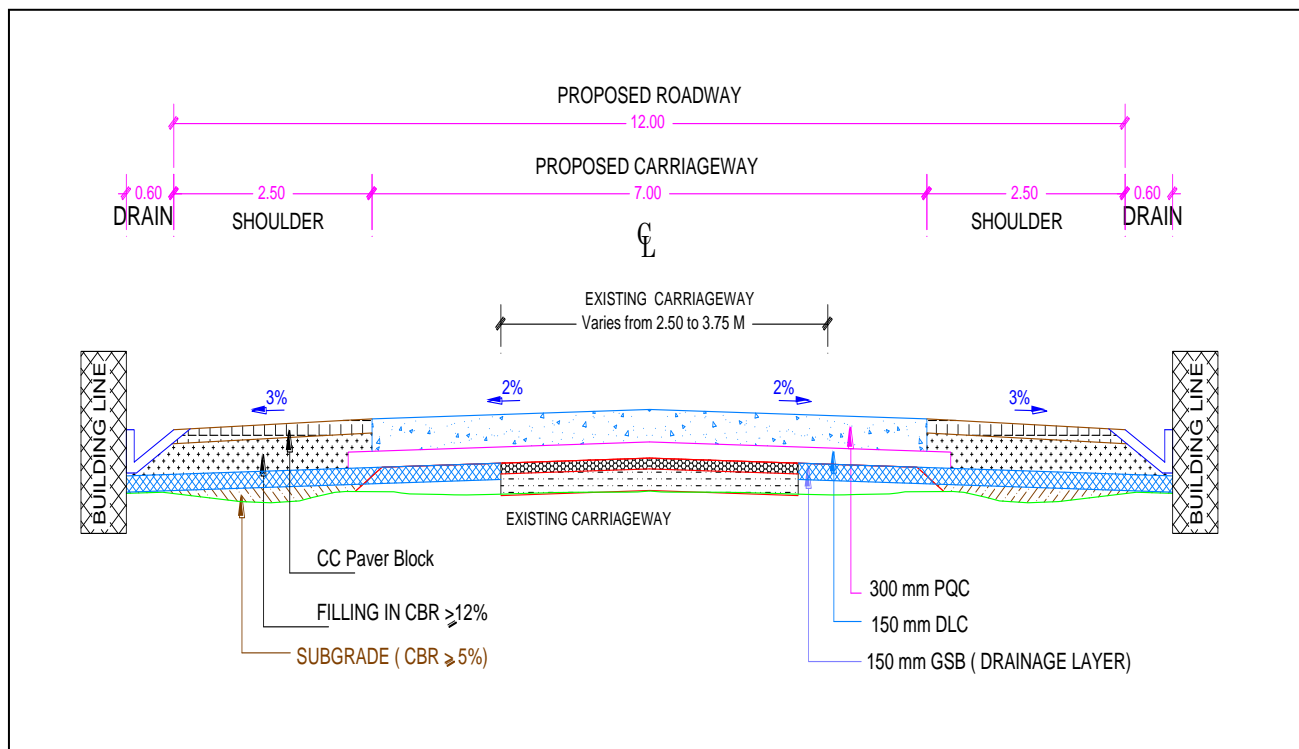 PROPOSED ROADWAY
12.00
PROPOSED CARRIAGEWAY
0.60
2.50
7.00
2.50
0.60
DRAIN
SHOULDER
SHOULDER
DRAIN
℄
EXISTING CARRIAGEWAY
Varies from 2.50 to 3.75 M
BUILDING LINE
3%
2%
2%
3%
BUILDING LINE
EXISTING CARRIAGEWAY
CC Paver Block
FILLING IN CBR ⩾12%
SUBGRADE ( CBR ⩾ 5%)
300 mm PQC
150 mm DLC
150 mm GSB ( DRAINAGE LAYER)